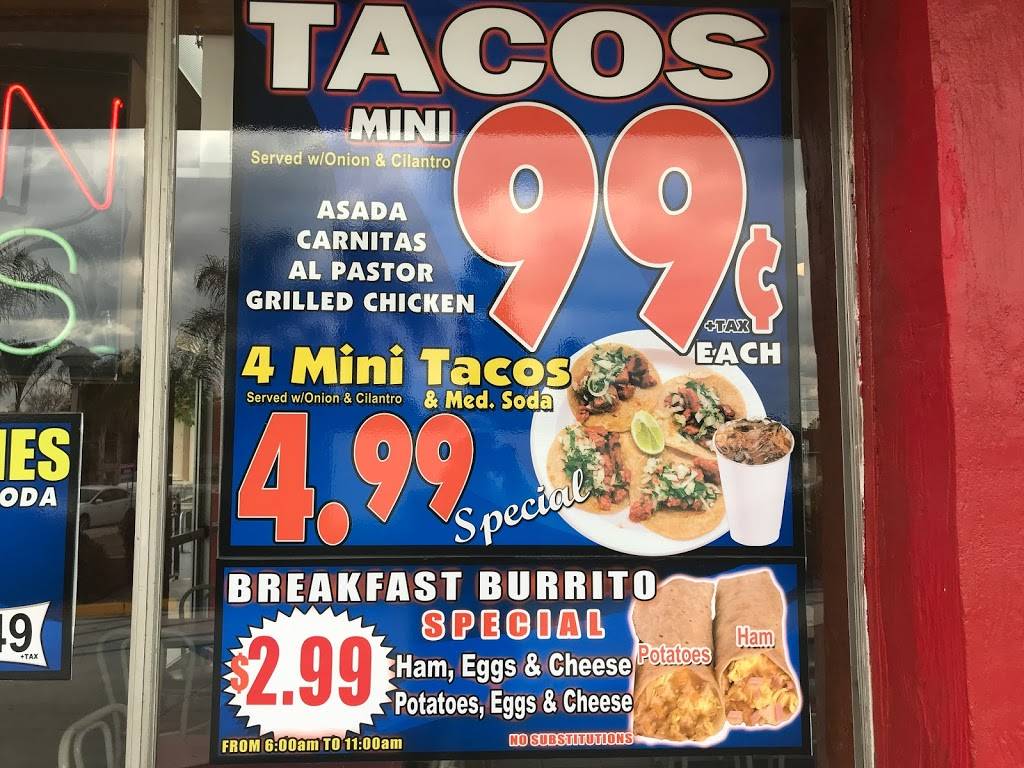 TACOS
MINI
Served w/Onion & Cilantro
99¢
+TAX
EACH
ASADA
CARNITAS
AL PASTOR
GRILLED CHICKEN
4 Mini Tacos
Served w/Onion & Cilantro & Med. Soda
4.99
Special
BREAKFAST BURRITO
SPECIAL
$2.99
Ham, Eggs & Cheese
Potatoes, Eggs & Cheese
Potatoes
Ham
FROM 6:00am TO 11:00am
NO SUBSTITUTIONS
N
S
IES
ODA
49
+TAX